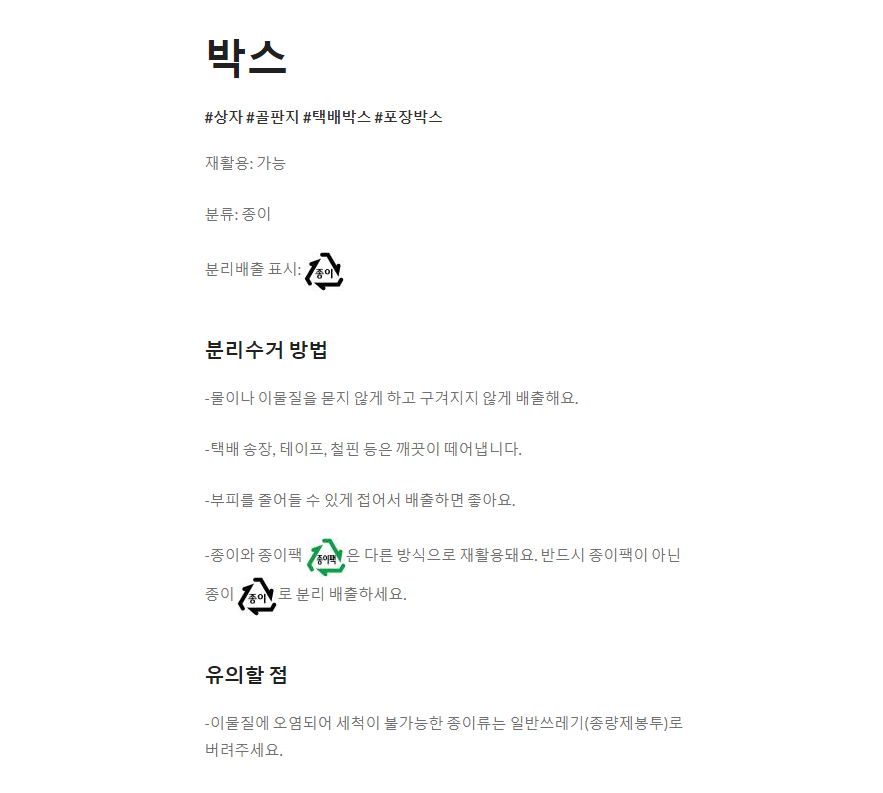 박스
#상자 #골판지 #택배박스 #포장박스
재활용: 가능
분류: 종이
분리배출 표시: 종이
분리수거 방법
-물이나 이물질을 묻지 않게 하고 구겨지지 않게 배출해요.
-택배 송장, 테이프, 철핀 등은 깨끗이 떼어냅니다.
-부피를 줄어들 수 있게 접어서 배출하면 좋아요.
-종이와 종이팩 종이팩 은 다른 방식으로 재활용돼요. 반드시 종이팩이 아닌
종이 종이 로 분리 배출하세요.
유의할 점
-이물질에 오염되어 세척이 불가능한 종이류는 일반쓰레기(종량제봉투)로
버려주세요.